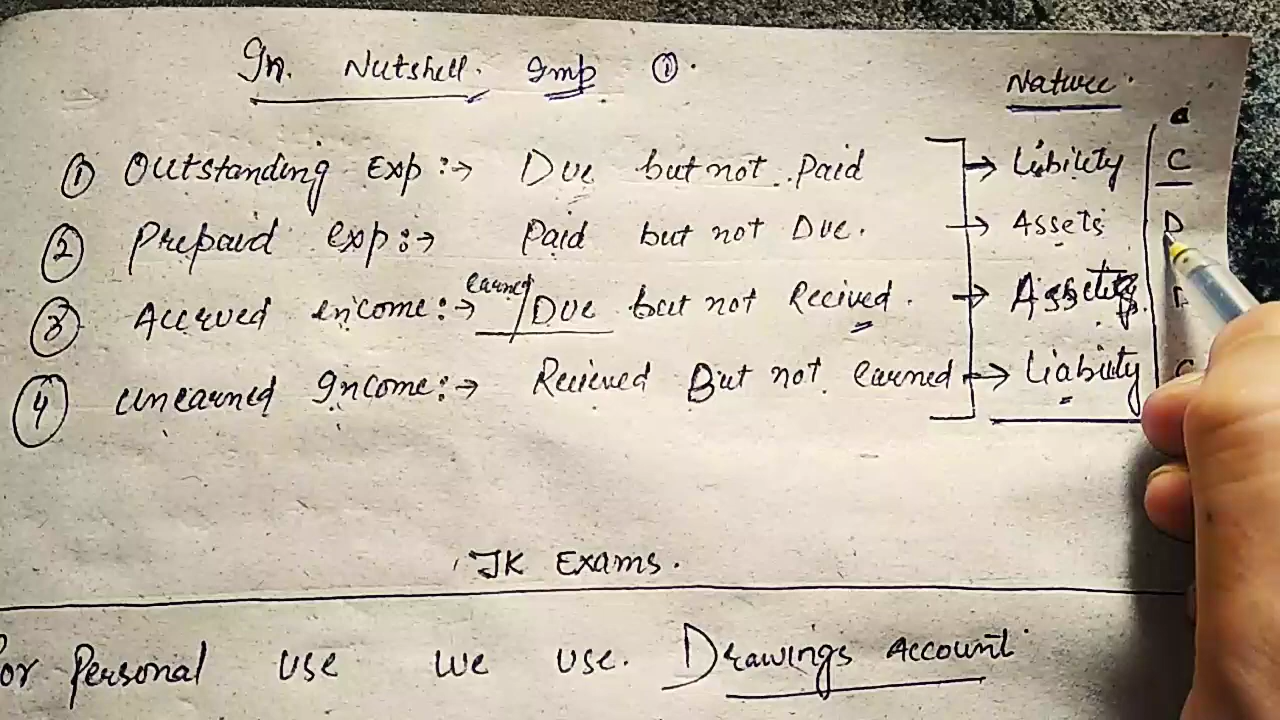 In. Nutshell. Imp ①.
Nature.
a
① Outstanding Exp :→ Due but not Paid → Libility C
② Prepaid exp:→ Paid but not Due. → Assets D
③ Accrued income:→ earned/Due but not Recived. → Assets
④ unearned Income:→ Recieved But not earned → Liability C
JK Exams.
For Personal use we use. Drawings Account